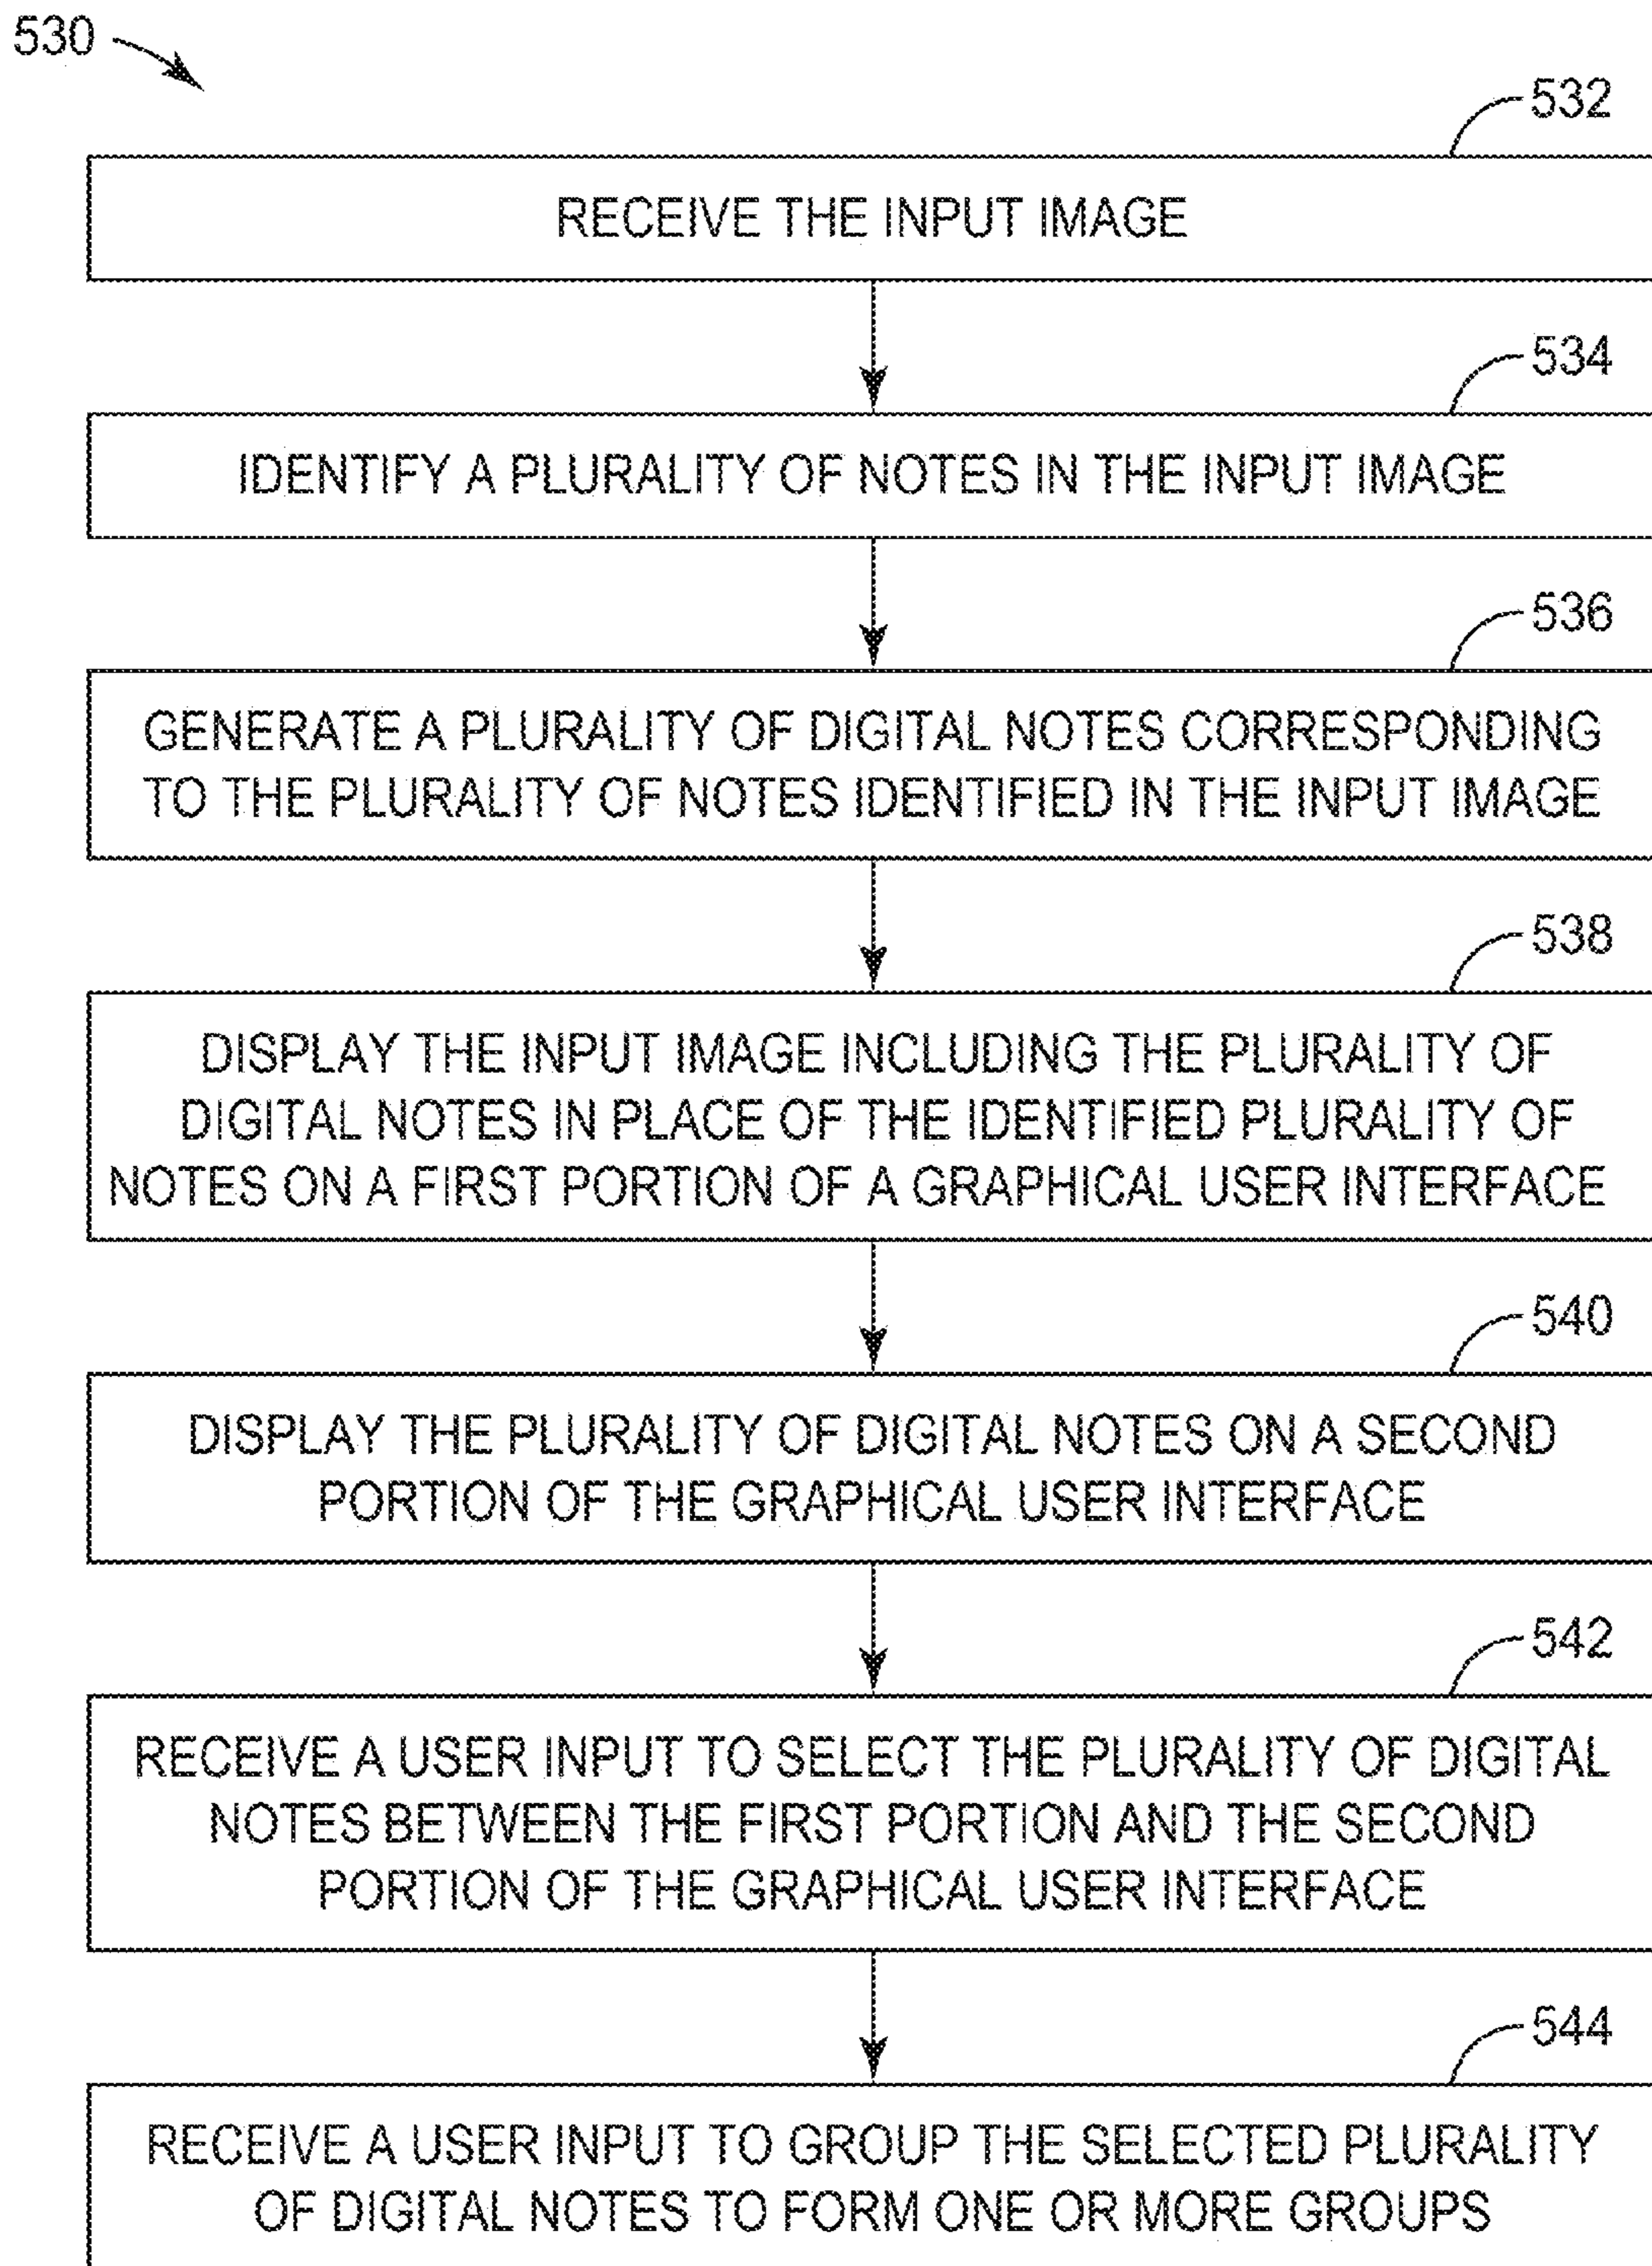 530
532
RECEIVE THE INPUT IMAGE
534
IDENTIFY A PLURALITY OF NOTES IN THE INPUT IMAGE
536
GENERATE A PLURALITY OF DIGITAL NOTES CORRESPONDING
TO THE PLURALITY OF NOTES IDENTIFIED IN THE INPUT IMAGE
538
DISPLAY THE INPUT IMAGE INCLUDING THE PLURALITY OF
DIGITAL NOTES IN PLACE OF THE IDENTIFIED PLURALITY OF
NOTES ON A FIRST PORTION OF A GRAPHICAL USER INTERFACE
540
DISPLAY THE PLURALITY OF DIGITAL NOTES ON A SECOND
PORTION OF THE GRAPHICAL USER INTERFACE
542
RECEIVE A USER INPUT TO SELECT THE PLURALITY OF DIGITAL
NOTES BETWEEN THE FIRST PORTION AND THE SECOND
PORTION OF THE GRAPHICAL USER INTERFACE
544
RECEIVE A USER INPUT TO GROUP THE SELECTED PLURALITY
OF DIGITAL NOTES TO FORM ONE OR MORE GROUPS